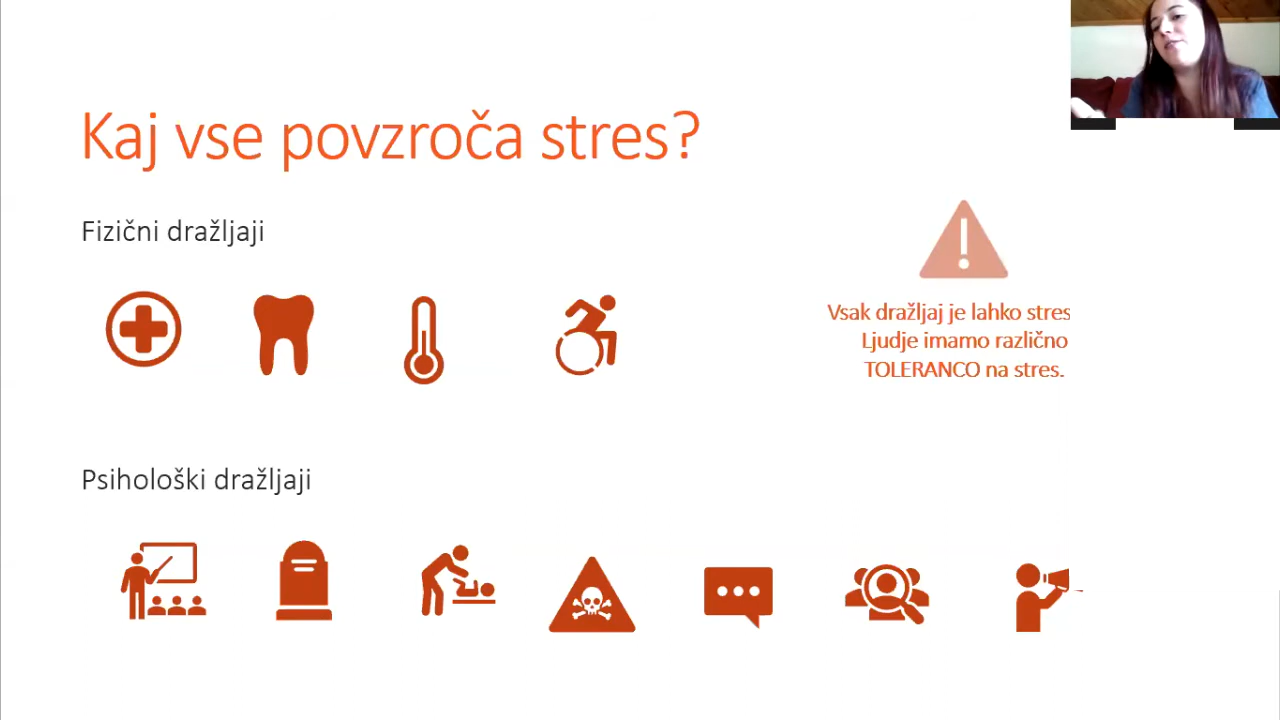 Kaj vse povzroča stres?
Fizični dražljaji
Vsak dražljaj je lahko stres
Ljudje imamo različno
TOLERANCO na stres.
Psihološki dražljaji